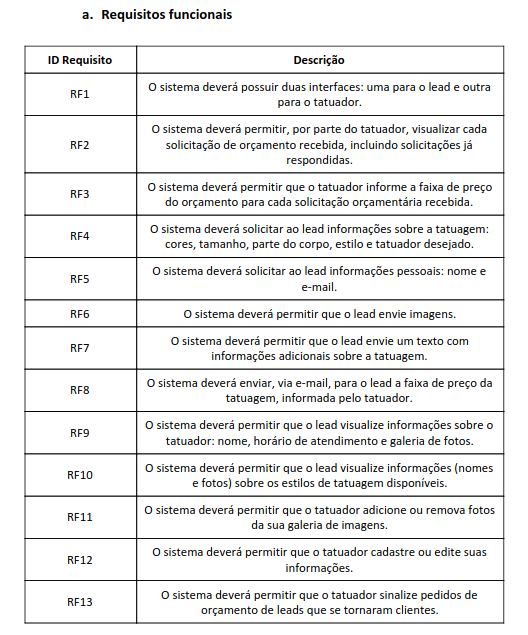 a. Requisitos funcionais
ID Requisito
Descrição
RF1
O sistema deverá possuir duas interfaces: uma para o lead e outra
para o tatuador.
RF2
O sistema deverá permitir, por parte do tatuador, visualizar cada
solicitação de orçamento recebida, incluindo solicitações já
respondidas.
RF3
O sistema deverá permitir que o tatuador informe a faixa de preço
do orçamento para cada solicitação orçamentária recebida.
RF4
O sistema deverá solicitar ao lead informações sobre a tatuagem:
cores, tamanho, parte do corpo, estilo e tatuador desejado.
RF5
O sistema deverá solicitar ao lead informações pessoais: nome e
e-mail.
RF6
O sistema deverá permitir que o lead envie imagens.
RF7
O sistema deverá permitir que o lead envie um texto com
informações adicionais sobre a tatuagem.
RF8
O sistema deverá enviar, via e-mail, para o lead a faixa de preço da
tatuagem, informada pelo tatuador.
RF9
O sistema deverá permitir que o lead visualize informações sobre o
tatuador: nome, horário de atendimento e galeria de fotos.
RF10
O sistema deverá permitir que o lead visualize informações (nomes
e fotos) sobre os estilos de tatuagem disponíveis.
RF11
O sistema deverá permitir que o tatuador adicione ou remova fotos
da sua galeria de imagens.
RF12
O sistema deverá permitir que o tatuador cadastre ou edite suas
informações.
RF13
O sistema deverá permitir que o tatuador sinalize pedidos de
orçamento de leads que se tornaram clientes.